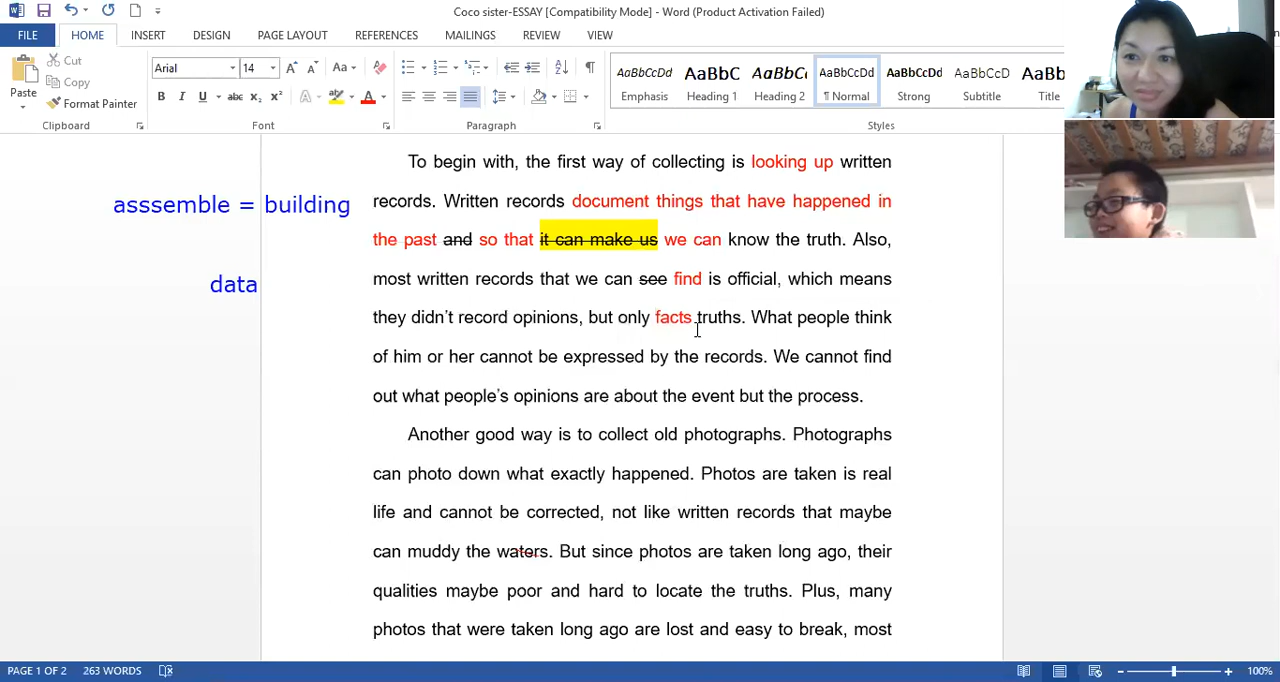 Coco sister-ESSAY [Compatibility Mode] - Word (Product Activation Failed)
FILE HOME INSERT DESIGN PAGE LAYOUT REFERENCES MAILINGS REVIEW VIEW
Cut
Copy
Paste
Format Painter
Arial 14
AaBbCcDd AaBbC AaBbCc AaBbCcDd AaBbCcDd AaBbCcD AaBb
Emphasis Heading 1 Heading 2 ¶ Normal Strong Subtitle Title
Clipboard Font Paragraph Styles
To begin with, the first way of collecting is looking up written
asssemble = building
records. Written records document things that have happened in
the past and so that it can make us we can know the truth. Also,
data
most written records that we can see find is official, which means
they didn't record opinions, but only facts truths. What people think
of him or her cannot be expressed by the records. We cannot find
out what people's opinions are about the event but the process.
Another good way is to collect old photographs. Photographs
can photo down what exactly happened. Photos are taken is real
life and cannot be corrected, not like written records that maybe
can muddy the waters. But since photos are taken long ago, their
qualities maybe poor and hard to locate the truths. Plus, many
photos that were taken long ago are lost and easy to break, most
PAGE 1 OF 2 263 WORDS 100%